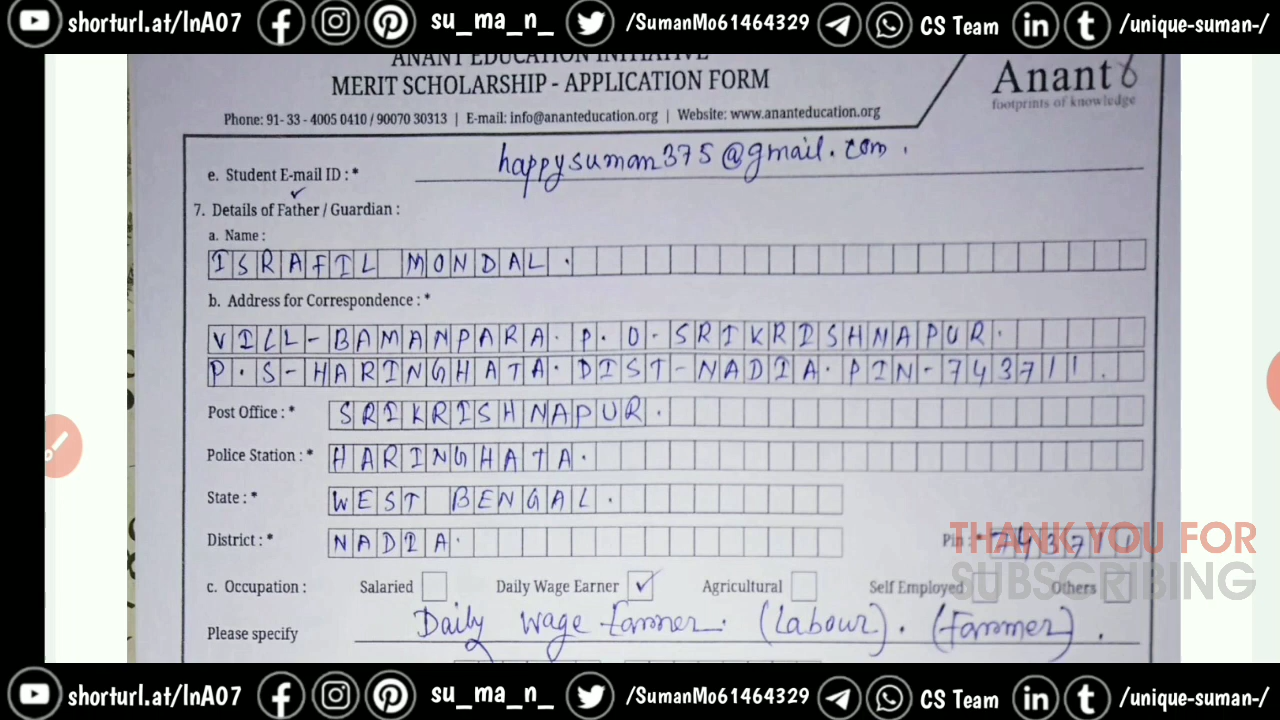 shorturl.at/lnA07 su_ma_n_ /SumanMo61464329 CS Team /unique-suman-/
ANANT EDUCATION INITIATIVE
MERIT SCHOLARSHIP - APPLICATION FORM
Anant
footprints of knowledge
Phone: 91- 33 - 4005 0410 / 90070 30313 | E-mail: info@ananteducation.org | Website: www.ananteducation.org
e. Student E-mail ID : * happysuman375@gmail.com.
7. Details of Father / Guardian :
a. Name :
ISRAFIL MONDAL.
b. Address for Correspondence : *
VILL-BAMANPARA. P.O-SRIKRISHNAPUR.
P.S-HARINGHATA. DIST-NADIA. PIN-743711.
Post Office : * SRIKRISHNAPUR.
Police Station : * HARINGHATA.
State : * WEST BENGAL.
District : * NADIA. Pin : * 743711
THANK YOU FOR
SUBSCRIBING
c. Occupation : Salaried Daily Wage Earner ✓ Agricultural Self Employed Others
Please specify Daily wage (Labour). (Farmer).
shorturl.at/lnA07 su_ma_n_ /SumanMo61464329 CS Team /unique-suman-/